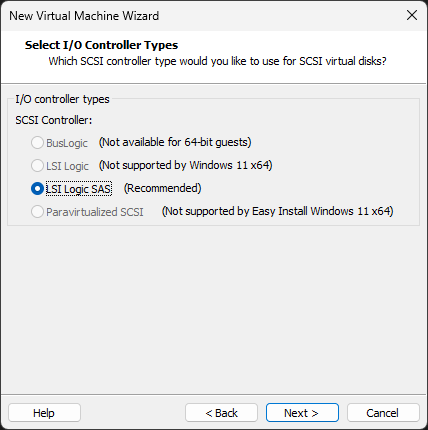 New Virtual Machine Wizard
Select I/O Controller Types
Which SCSI controller type would you like to use for SCSI virtual disks?
I/O controller types
SCSI Controller:
BusLogic (Not available for 64-bit guests)
LSI Logic (Not supported by Windows 11 x64)
LSI Logic SAS (Recommended)
Paravirtualized SCSI (Not supported by Easy Install Windows 11 x64)
Help < Back Next > Cancel